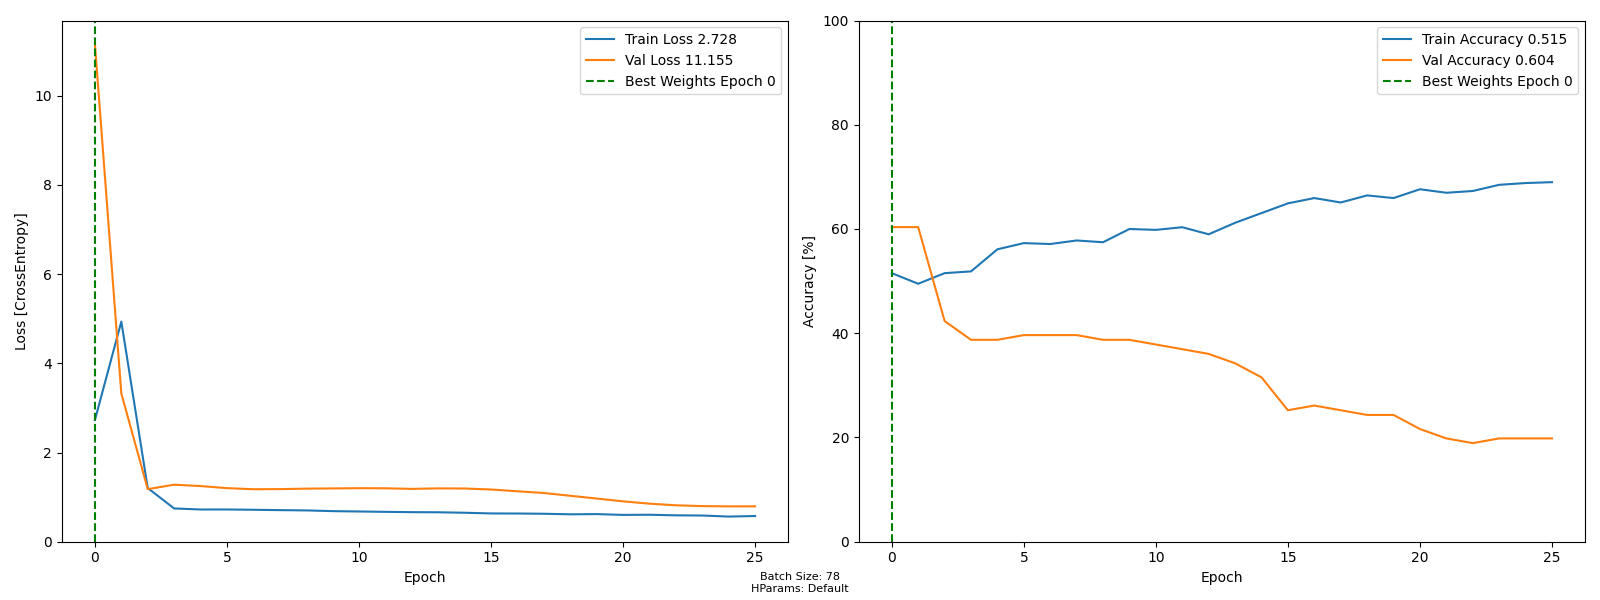 Train Loss 2.728
Val Loss 11.155
Best Weights Epoch 0
10
8
6
4
2
0
Loss [CrossEntropy]
0 5 10 15 20 25
Epoch
Train Accuracy 0.515
Val Accuracy 0.604
Best Weights Epoch 0
100
80
60
40
20
0
Accuracy [%]
0 5 10 15 20 25
Epoch
Batch Size: 78
HParams: Default